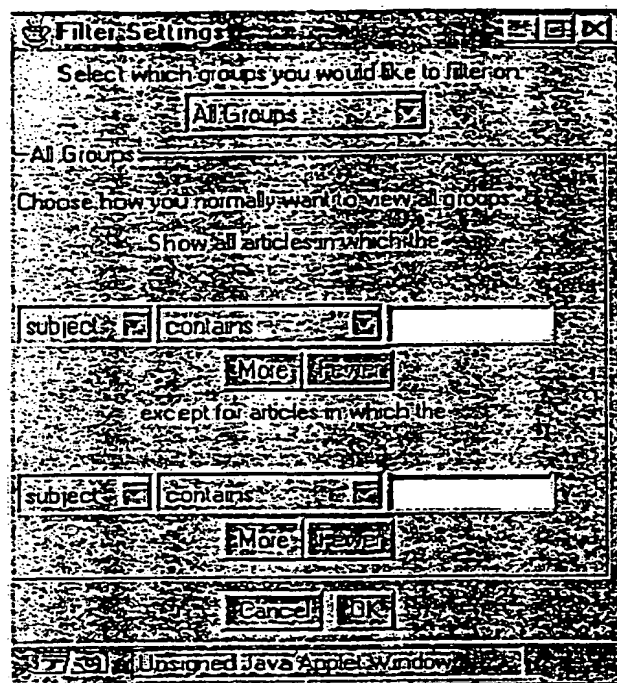 Filter Settings
Select which groups you would like to filter on:
All Groups
All Groups
Choose how you normally want to view all groups
Show all articles in which the
subject contains
More Fewer
except for articles in which the
subject contains
More Fewer
Cancel OK
Unsigned Java Applet Window